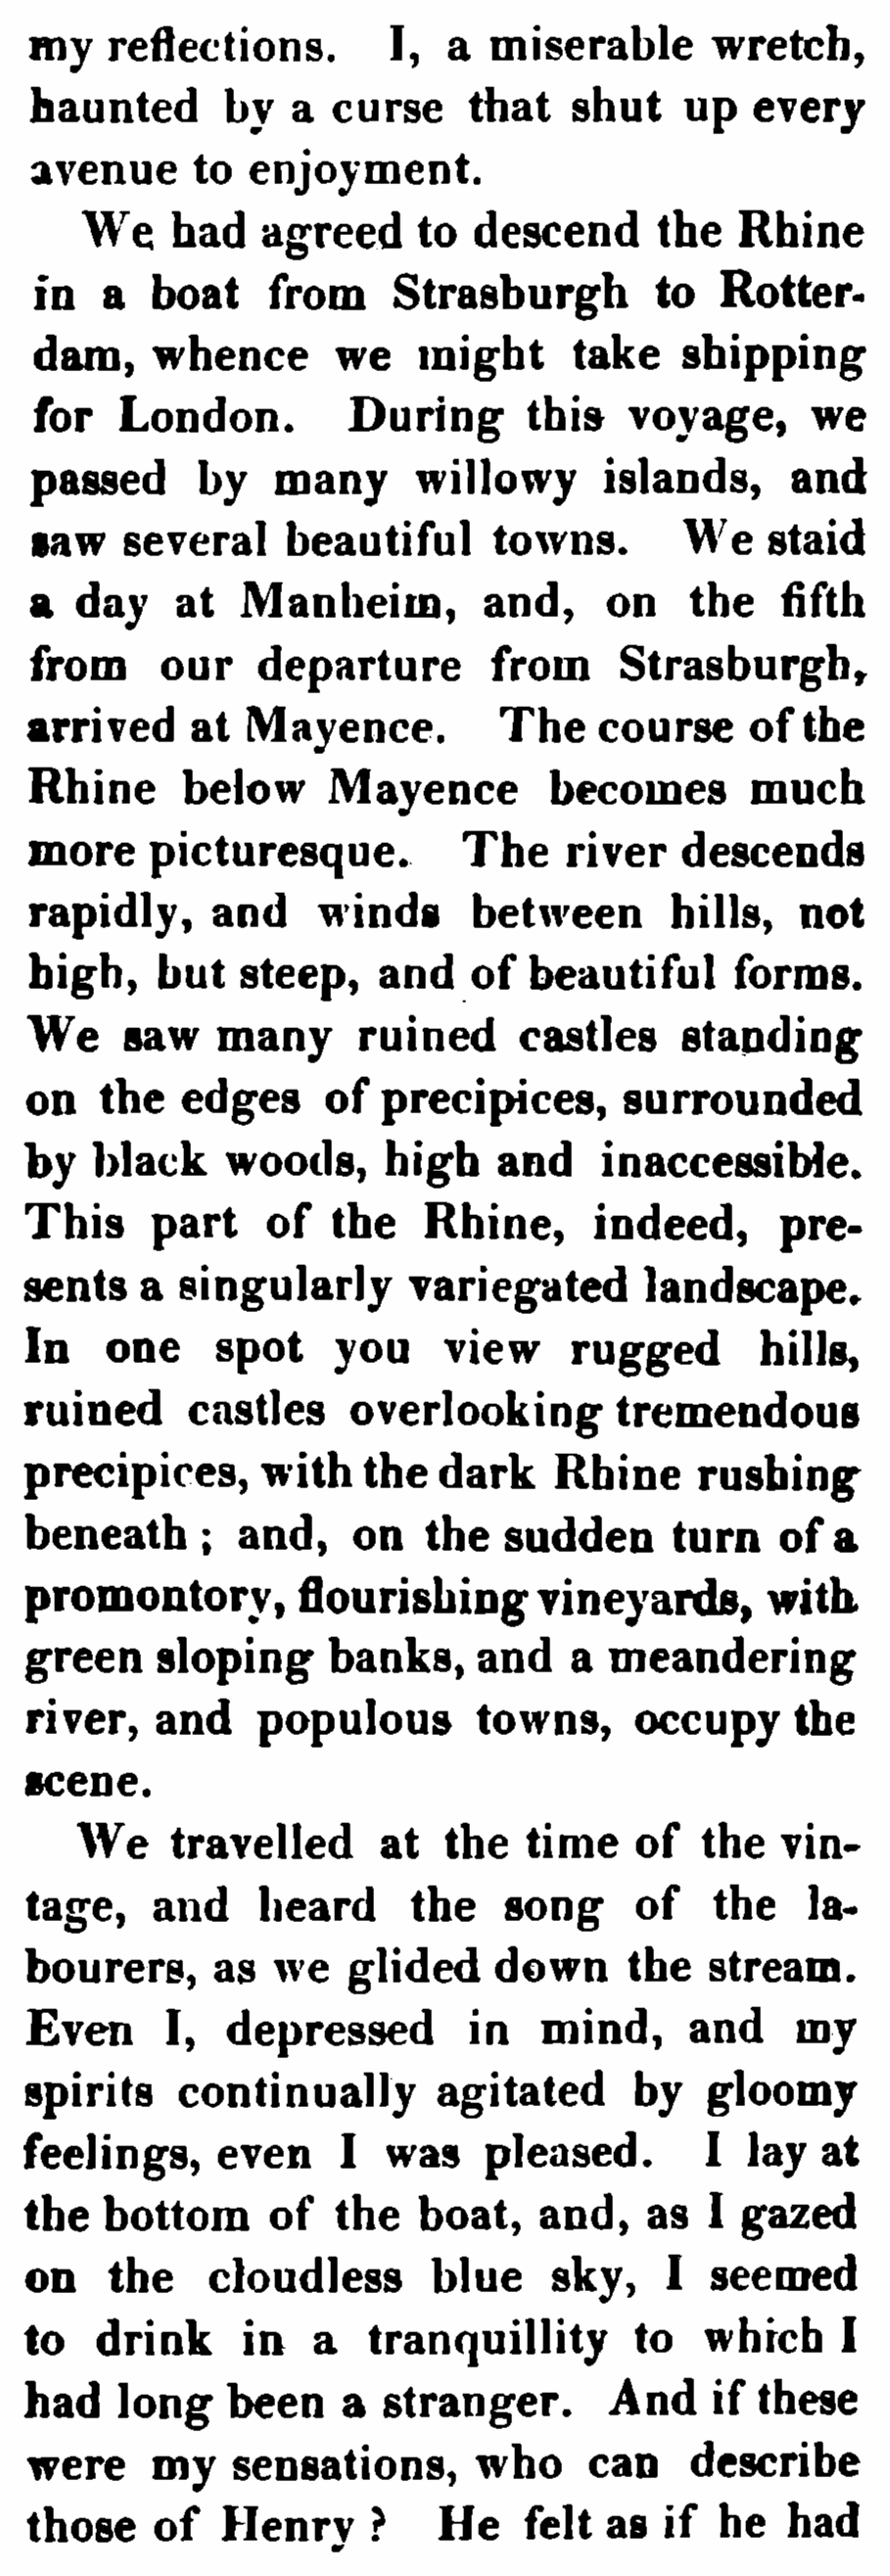 my reflections. I, a miserable wretch,
haunted by a curse that shut up every
avenue to enjoyment.
We had agreed to descend the Rhine
in a boat from Strasburgh to Rotter-
dam, whence we might take shipping
for London. During this voyage, we
passed by many willowy islands, and
saw several beautiful towns. We staid
a day at Manheim, and, on the fifth
from our departure from Strasburgh,
arrived at Mayence. The course of the
Rhine below Mayence becomes much
more picturesque. The river descends
rapidly, and winds between hills, not
high, but steep, and of beautiful forms.
We saw many ruined castles standing
on the edges of precipices, surrounded
by black woods, high and inaccessible.
This part of the Rhine, indeed, pre-
sents a singularly variegated landscape.
In one spot you view rugged hills,
ruined castles overlooking tremendous
precipices, with the dark Rhine rushing
beneath ; and, on the sudden turn of a
promontory, flourishing vineyards, with
green sloping banks, and a meandering
river, and populous towns, occupy the
scene.
We travelled at the time of the vin-
tage, and heard the song of the la-
bourers, as we glided down the stream.
Even I, depressed in mind, and my
spirits continually agitated by gloomy
feelings, even I was pleased. I lay at
the bottom of the boat, and, as I gazed
on the cloudless blue sky, I seemed
to drink in a tranquillity to which I
had long been a stranger. And if these
were my sensations, who can describe
those of Henry ? He felt as if he had